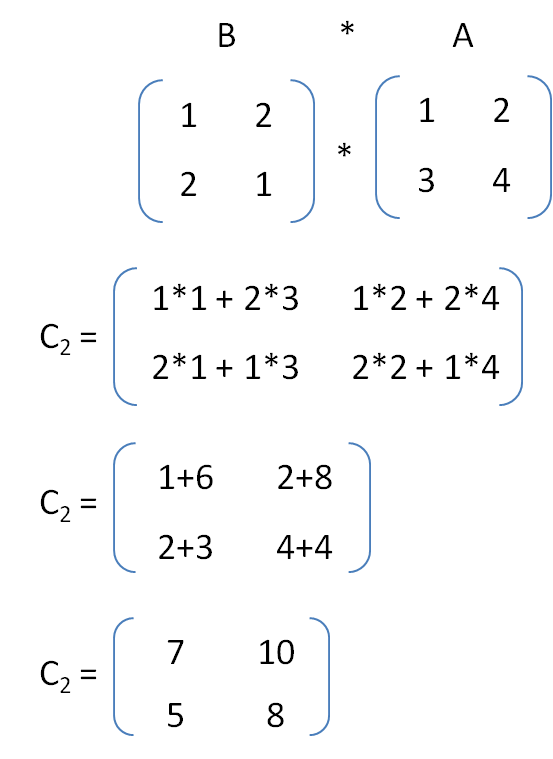 B * A
1 2 * 1 2
2 1 3 4
1*1 + 2*3 1*2 + 2*4
C₂ =
2*1 + 1*3 2*2 + 1*4
1+6 2+8
C₂ =
2+3 4+4
7 10
C₂ =
5 8